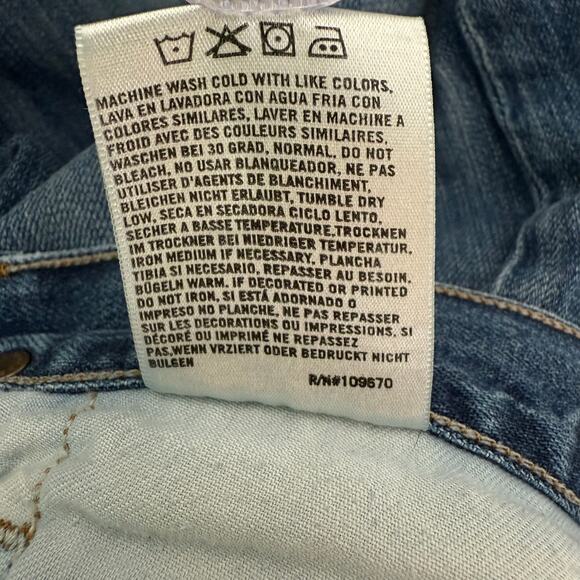 MACHINE WASH COLD WITH LIKE COLORS,
LAVA EN LAVADORA CON AGUA FRIA CON
COLORES SIMILARES, LAVER EN MACHINE A
FROID AVEC DES COULEURS SIMILAIRES,
WASCHEN BEI 30 GRAD, NORMAL, DO NOT
BLEACH, NO USAR BLANQUEADOR, NE PAS
UTILISER D'AGENTS DE BLANCHIMENT,
BLEICHEN NICHT ERLAUBT, TUMBLE DRY
LOW, SECA EN SECADORA CICLO LENTO,
SECHER A BASSE TEMPERATURE,TROCKNEN
IM TROCKNER BEI NIEDRIGER TEMPERATUR,
IRON MEDIUM IF NECESSARY, PLANCHA
TIBIA SI NECESARIO, REPASSER AU BESOIN,
BÜGELN WARM. IF DECORATED OR PRINTED
DO NOT IRON, SI ESTÁ ADORNADO O
IMPRESO NO PLANCHE, NE PAS REPASSER
SUR LES DECORATIONS OU IMPRESSIONS, SI
DÉCORÉ OU IMPRIMÉ NE REPASSEZ
PAS,WENN VRZIERT ODER BEDRUCKT NICHT
BULGEN
R/N#109670